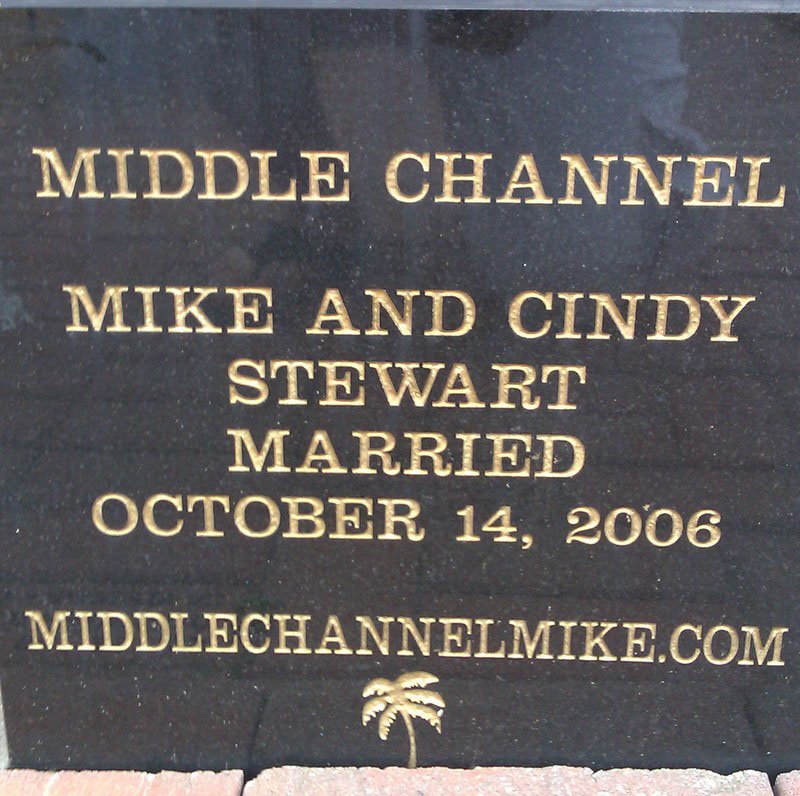 MIDDLE CHANNEL
MIKE AND CINDY
STEWART
MARRIED
OCTOBER 14, 2006
MIDDLECHANNELMIKE.COM